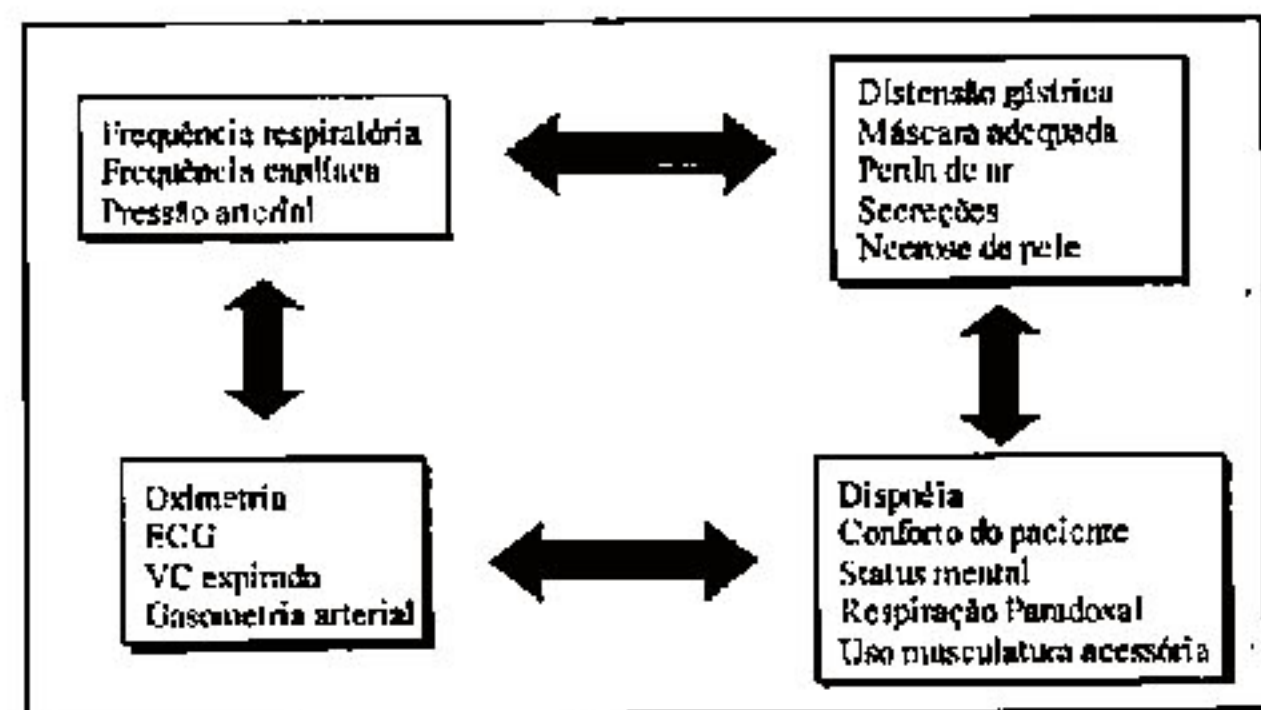 Frequência respiratória
Frequência cardíaca
Pressão arterial
Distensão gástrica
Máscara adequada
Perda de ar
Secreções
Necrose de pele
Oximetria
ECG
VC expirado
Gasometria arterial
Dispnéia
Conforto do paciente
Status mental
Respiração Paradoxal
Uso musculatura acessória